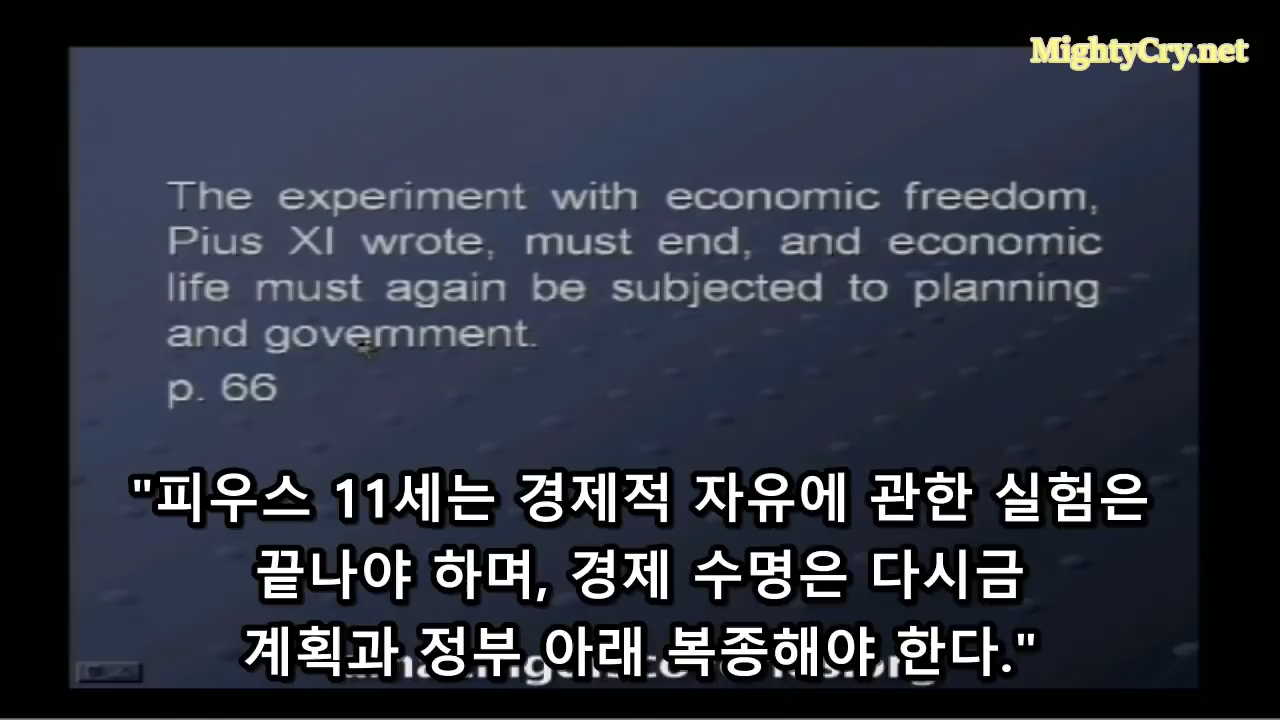 MightyCry.net
The experiment with economic freedom,
Pius XI wrote, must end, and economic
life must again be subjected to planning
and government.
p. 66
"피우스 11세는 경제적 자유에 관한 실험은
끝나야 하며, 경제 수명은 다시금
계획과 정부 아래 복종해야 한다."